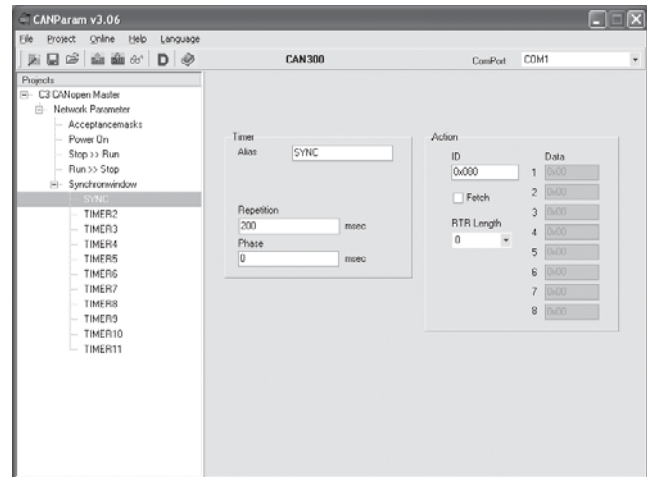 CANParam v3.06
File Project Online Help Language
D CAN300 ComPort COM1
Projects
C3 CANopen Master
Network Parameter
Acceptancemasks
Power On
Stop >> Run
Run >> Stop
Synchronwindow
SYNC
TIMER2
TIMER3
TIMER4
TIMER5
TIMER6
TIMER7
TIMER8
TIMER9
TIMER10
TIMER11
Timer
Alias SYNC
Repetition
200 msec
Phase
0 msec
Action
ID Data
0x080 1 0x00
Fetch 2 0x00
3 0x00
RTR Length
0 4 0x00
5 0x00
6 0x00
7 0x00
8 0x00